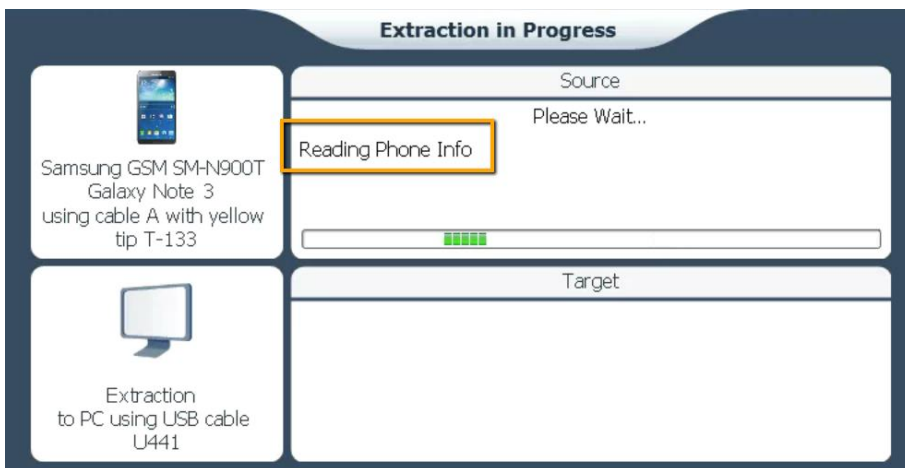 Extraction in Progress
Samsung GSM SM-N900T
Galaxy Note 3
using cable A with yellow
tip T-133
Source
Please Wait...
Reading Phone Info
Extraction
to PC using USB cable
U441
Target